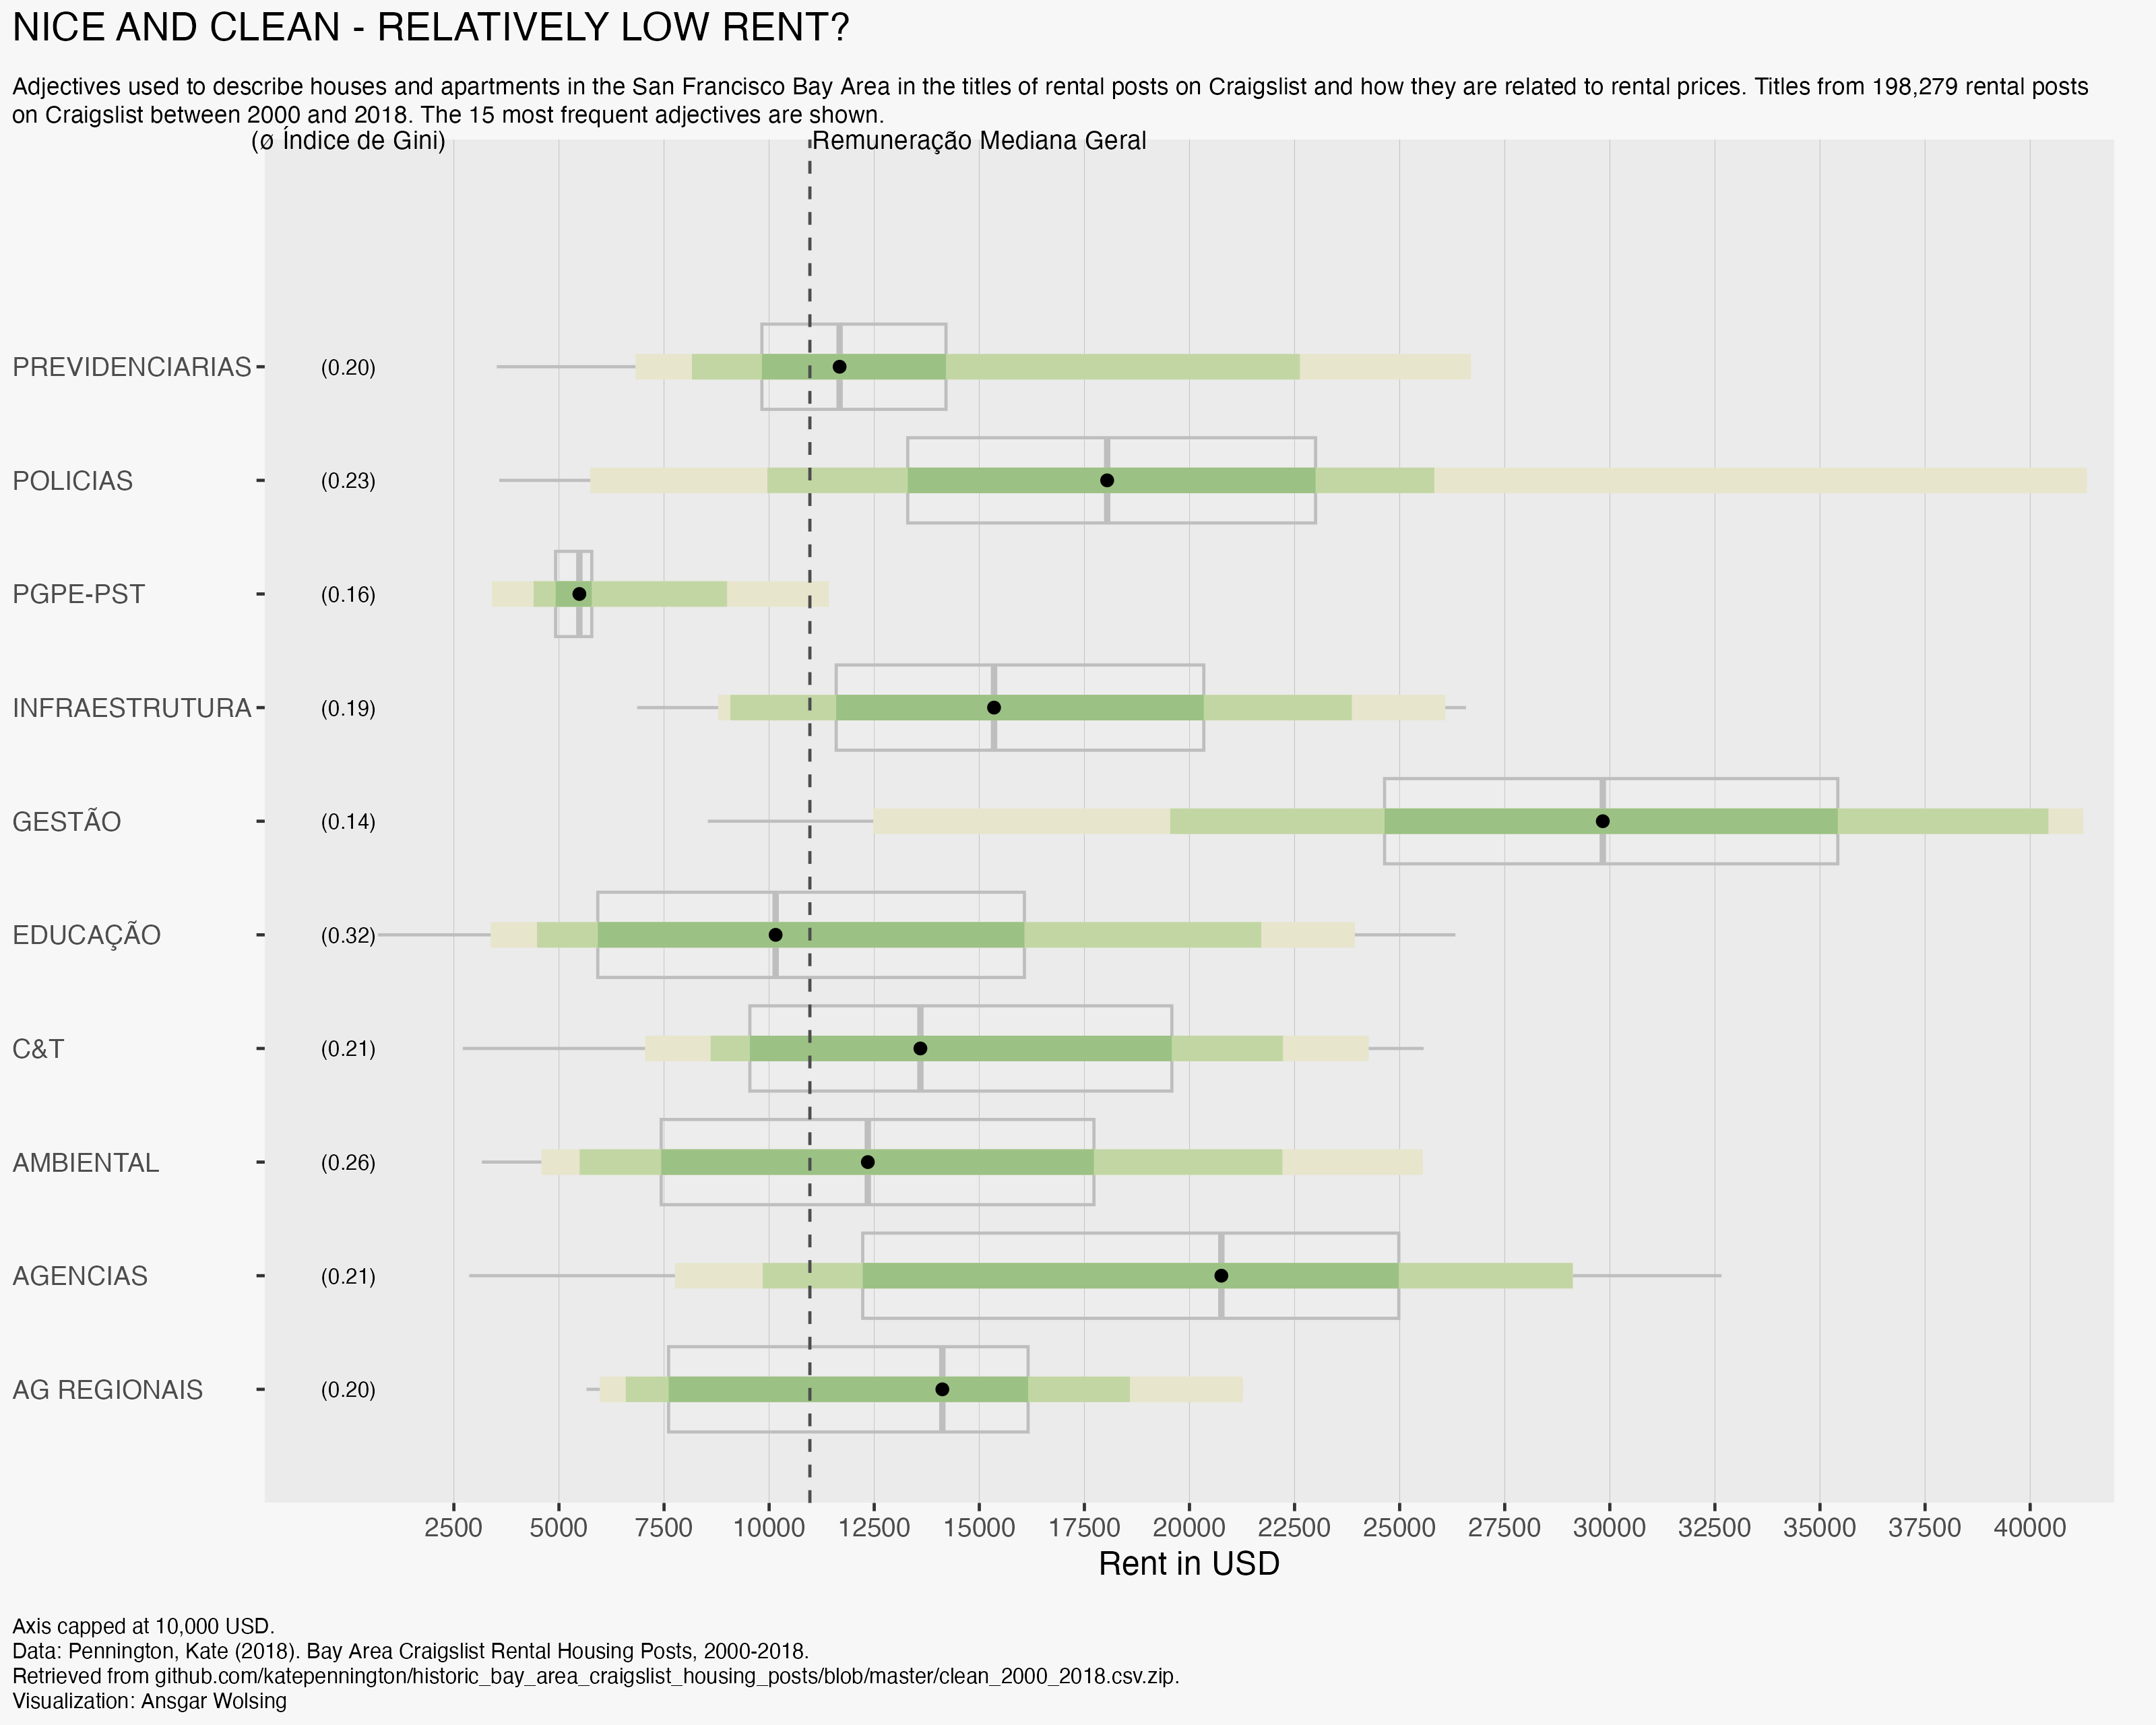 NICE AND CLEAN - RELATIVELY LOW RENT?
Adjectives used to describe houses and apartments in the San Francisco Bay Area in the titles of rental posts on Craigslist and how they are related to rental prices. Titles from 198,279 rental posts
on Craigslist between 2000 and 2018. The 15 most frequent adjectives are shown.
(ø Índice de Gini) Remuneração Mediana Geral
PREVIDENCIARIAS (0.20)
POLICIAS (0.23)
PGPE-PST (0.16)
INFRAESTRUTURA (0.19)
GESTÃO (0.14)
EDUCAÇÃO (0.32)
C&T (0.21)
AMBIENTAL (0.26)
AGENCIAS (0.21)
AG REGIONAIS (0.20)
2500 5000 7500 10000 12500 15000 17500 20000 22500 25000 27500 30000 32500 35000 37500 40000
Rent in USD
Axis capped at 10,000 USD.
Data: Pennington, Kate (2018). Bay Area Craigslist Rental Housing Posts, 2000-2018.
Retrieved from github.com/katepennington/historic_bay_area_craigslist_housing_posts/blob/master/clean_2000_2018.csv.zip.
Visualization: Ansgar Wolsing